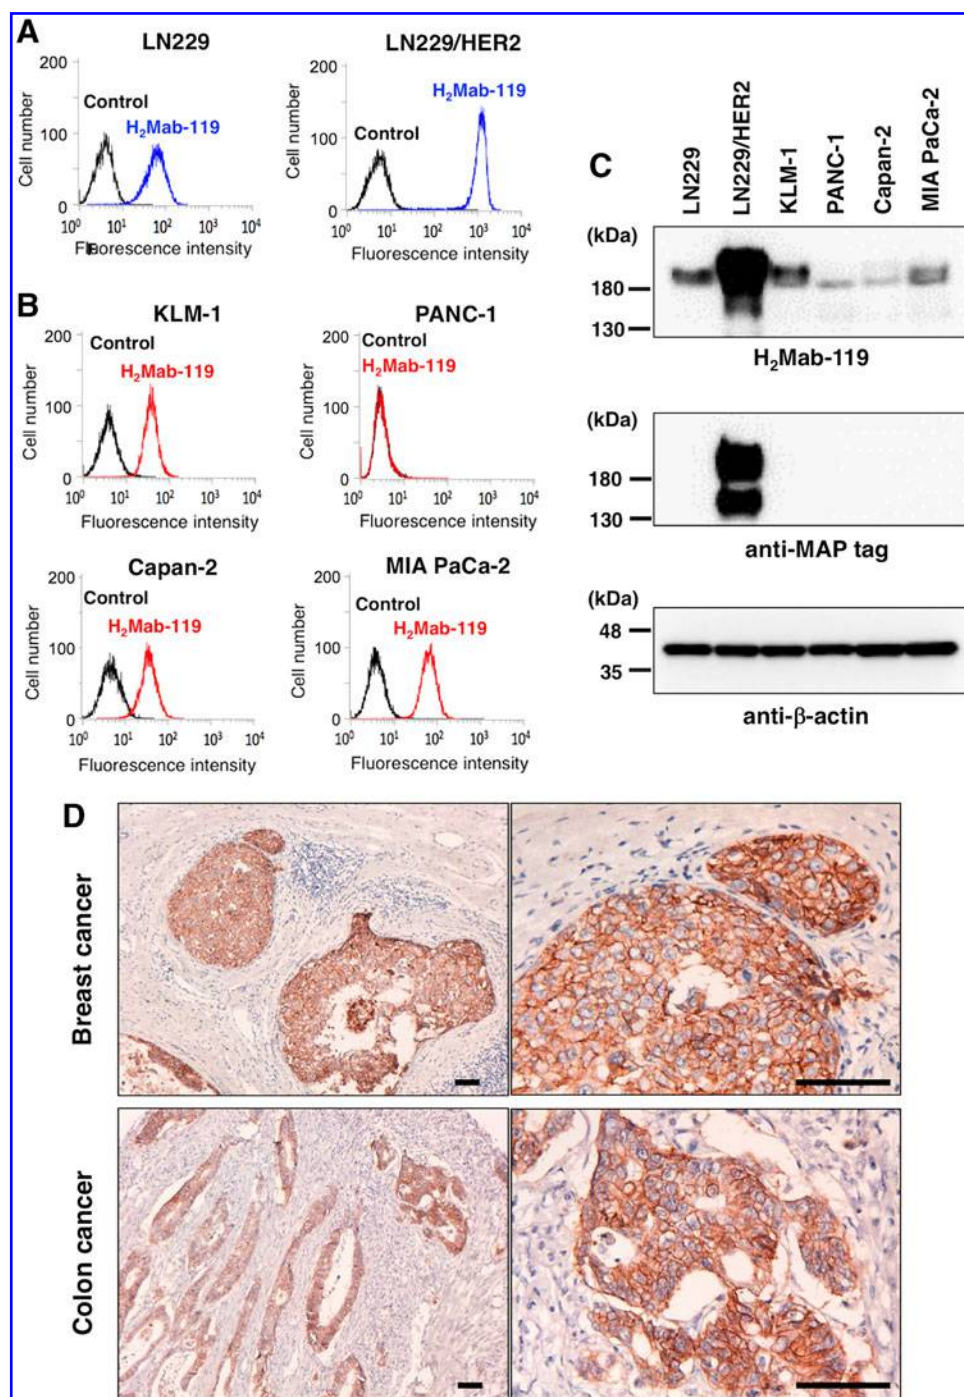 A
LN229
LN229/HER2
200
100
0
Cell number
Control
H₂Mab-119
10⁰ 10¹ 10² 10³ 10⁴
Fluorescence intensity
200
100
0
Cell number
Control
H₂Mab-119
10⁰ 10¹ 10² 10³ 10⁴
Fluorescence intensity
B
KLM-1
PANC-1
200
100
0
Cell number
Control
H₂Mab-119
10⁰ 10¹ 10² 10³ 10⁴
Fluorescence intensity
200
100
0
Cell number
Control
H₂Mab-119
10⁰ 10¹ 10² 10³ 10⁴
Fluorescence intensity
Capan-2
MIA PaCa-2
200
100
0
Cell number
Control
H₂Mab-119
10⁰ 10¹ 10² 10³ 10⁴
Fluorescence intensity
200
100
0
Cell number
Control
H₂Mab-119
10⁰ 10¹ 10² 10³ 10⁴
Fluorescence intensity
C
LN229
LN229/HER2
KLM-1
PANC-1
Capan-2
MIA PaCa-2
(kDa)
180
130
H₂Mab-119
(kDa)
180
130
anti-MAP tag
(kDa)
48
35
anti-β-actin
D
Breast cancer
Colon cancer